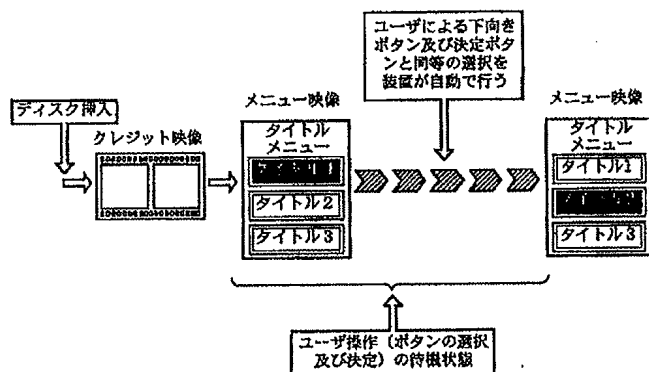 ユーザによる下向き
ボタン及び決定ボタ
ンと同等の選択を
装置が自動で行う
ディスク挿入
クレジット映像
メニュー映像
タイトル
メニュー
タイトル2
タイトル3
メニュー映像
タイトル
メニュー
タイトル1
タイトル3
ユーザ操作（ボタンの選択
及び決定）の待機状態